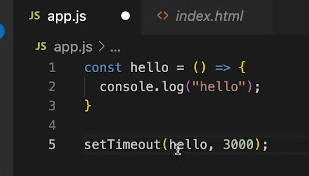 JS app.js ● <> index.html
JS app.js > ...
1 const hello = () => {
2 console.log("hello");
3 }
4
5 setTimeout(hello, 3000);